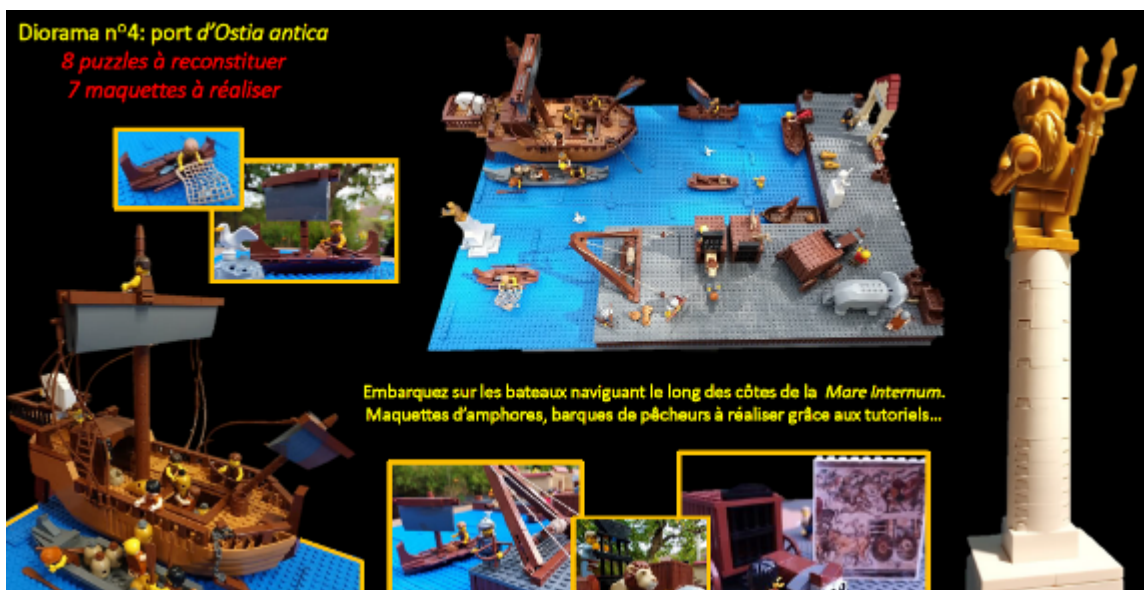 Diorama n°4: port d'Ostia antica
8 puzzles à reconstituer
7 maquettes à réaliser
Embarquez sur les bateaux naviguant le long des côtes de la Mare Internum.
Maquettes d'amphores, barques de pêcheurs à réaliser grâce aux tutoriels...